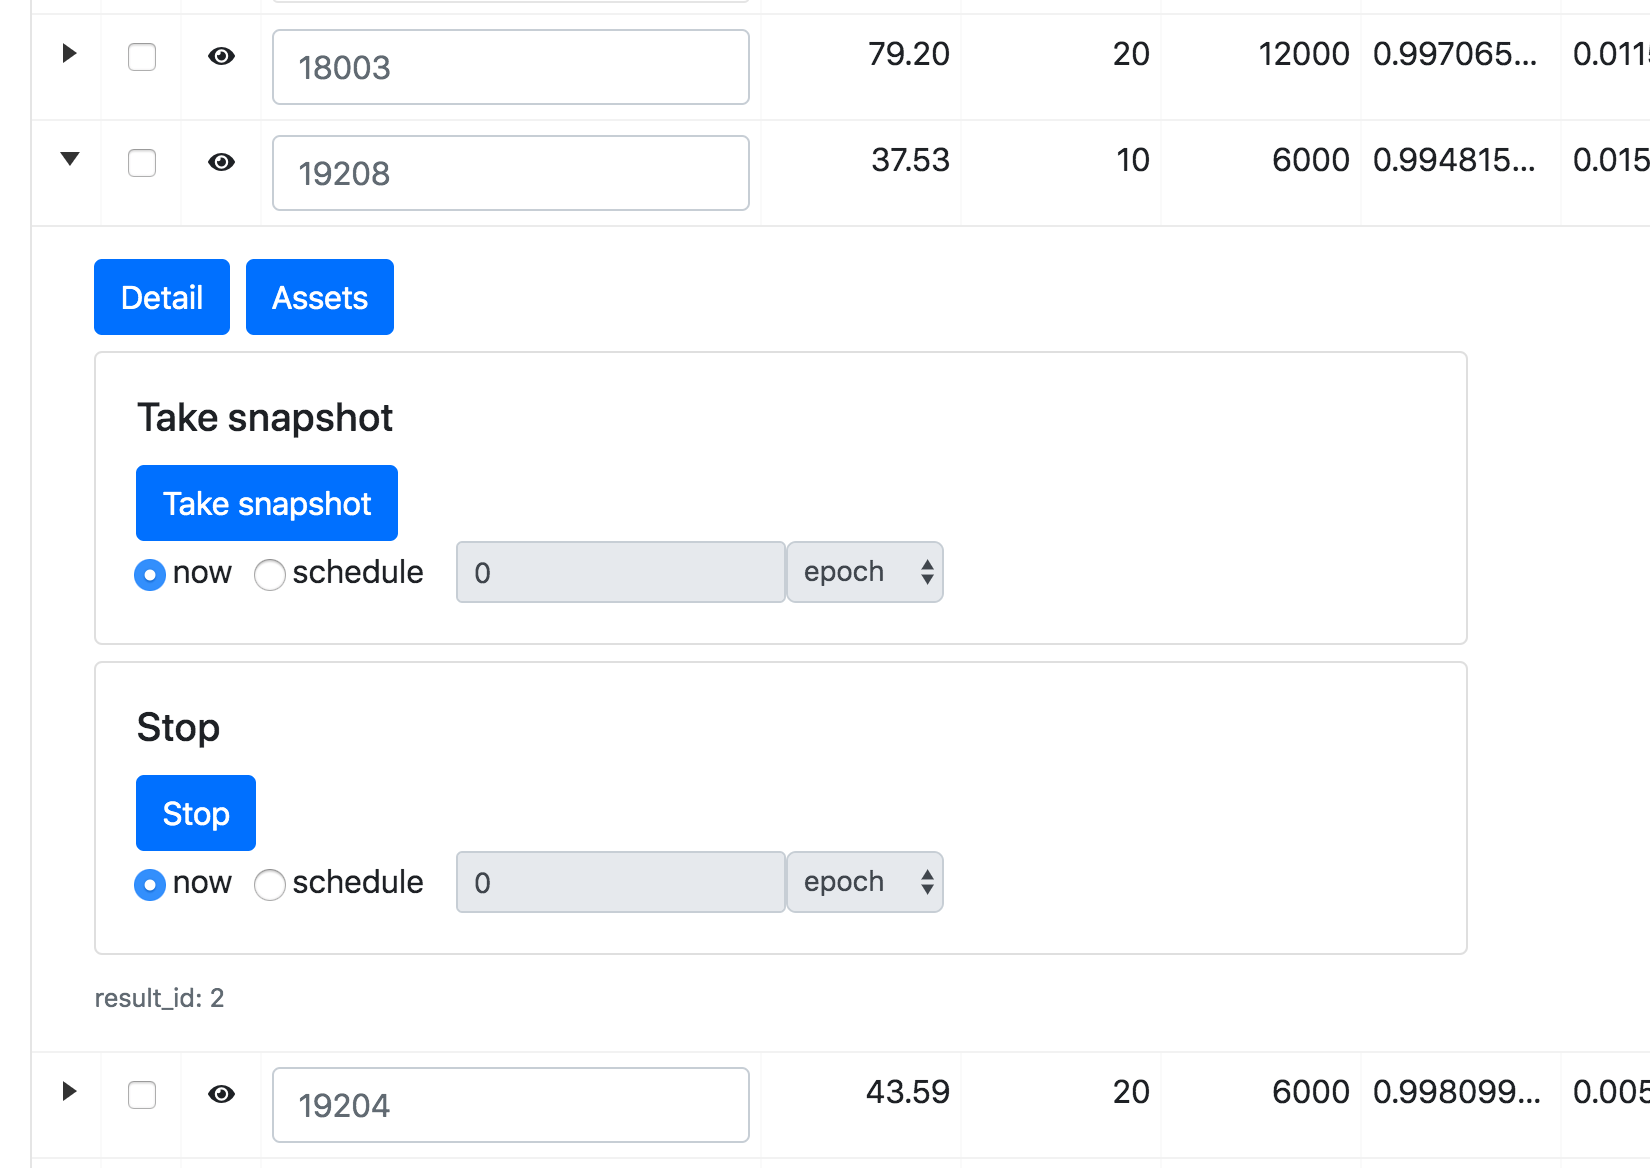 18003 79.20 20 12000 0.997065... 0.011
19208 37.53 10 6000 0.994815... 0.015
Detail Assets
Take snapshot
Take snapshot
now schedule 0 epoch
Stop
Stop
now schedule 0 epoch
result_id: 2
19204 43.59 20 6000 0.998099... 0.005